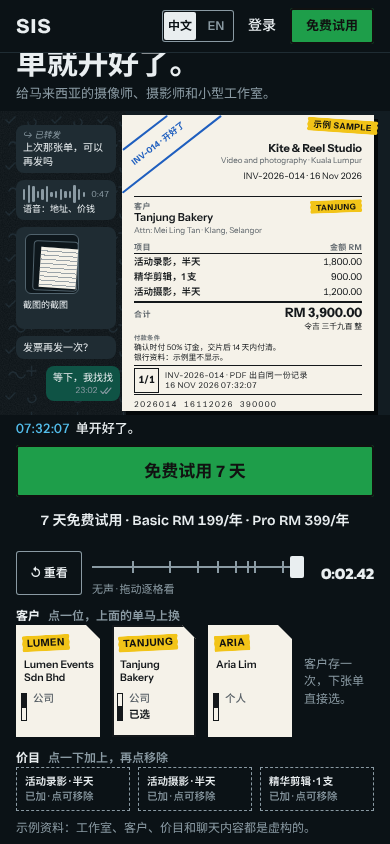 SIS
中文 EN 登录 免费试用
单就开好了。
给马来西亚的摄像师、摄影师和小型工作室。
↪ 已转发
上次那张单，可以
再发吗
0:47
语音：地址、价钱
截图的截图
发票再发一次？
等下，我找找
23:02
示例 SAMPLE
INV-014 · 开好了
Kite & Reel Studio
Video and photography · Kuala Lumpur
INV-2026-014 · 16 Nov 2026
客户
TANJUNG
Tanjung Bakery
Attn: Mei Ling Tan · Klang, Selangor
项目 金额 RM
活动录影，半天 1,800.00
精华剪辑，1支 900.00
活动摄影，半天 1,200.00
合计 RM 3,900.00
令吉 三千九百 整
付款条件
确认时付 50% 订金，交片后 14 天内付清。
银行资料：示例里不显示。
1/1
INV-2026-014 · PDF 出自同一份记录
16 NOV 2026 07:32:07
2026014 16112026 390000
07:32:07 单开好了。
免费试用 7 天
7 天免费试用 · Basic RM 199/年 · Pro RM 399/年
↺ 重看
0:02.42
无声 · 拖动逐格看
客户 点一位，上面的单马上换
LUMEN
Lumen Events
Sdn Bhd
公司
TANJUNG
Tanjung
Bakery
公司
已选
ARIA
Aria Lim
个人
客户存一
次，下张单
直接选。
价目 点一下加上，再点移除
活动录影 · 半天
已加 · 点可移除
活动摄影 · 半天
已加 · 点可移除
精华剪辑 · 1支
已加 · 点可移除
示例资料：工作室、客户、价目和聊天内容都是虚构的。